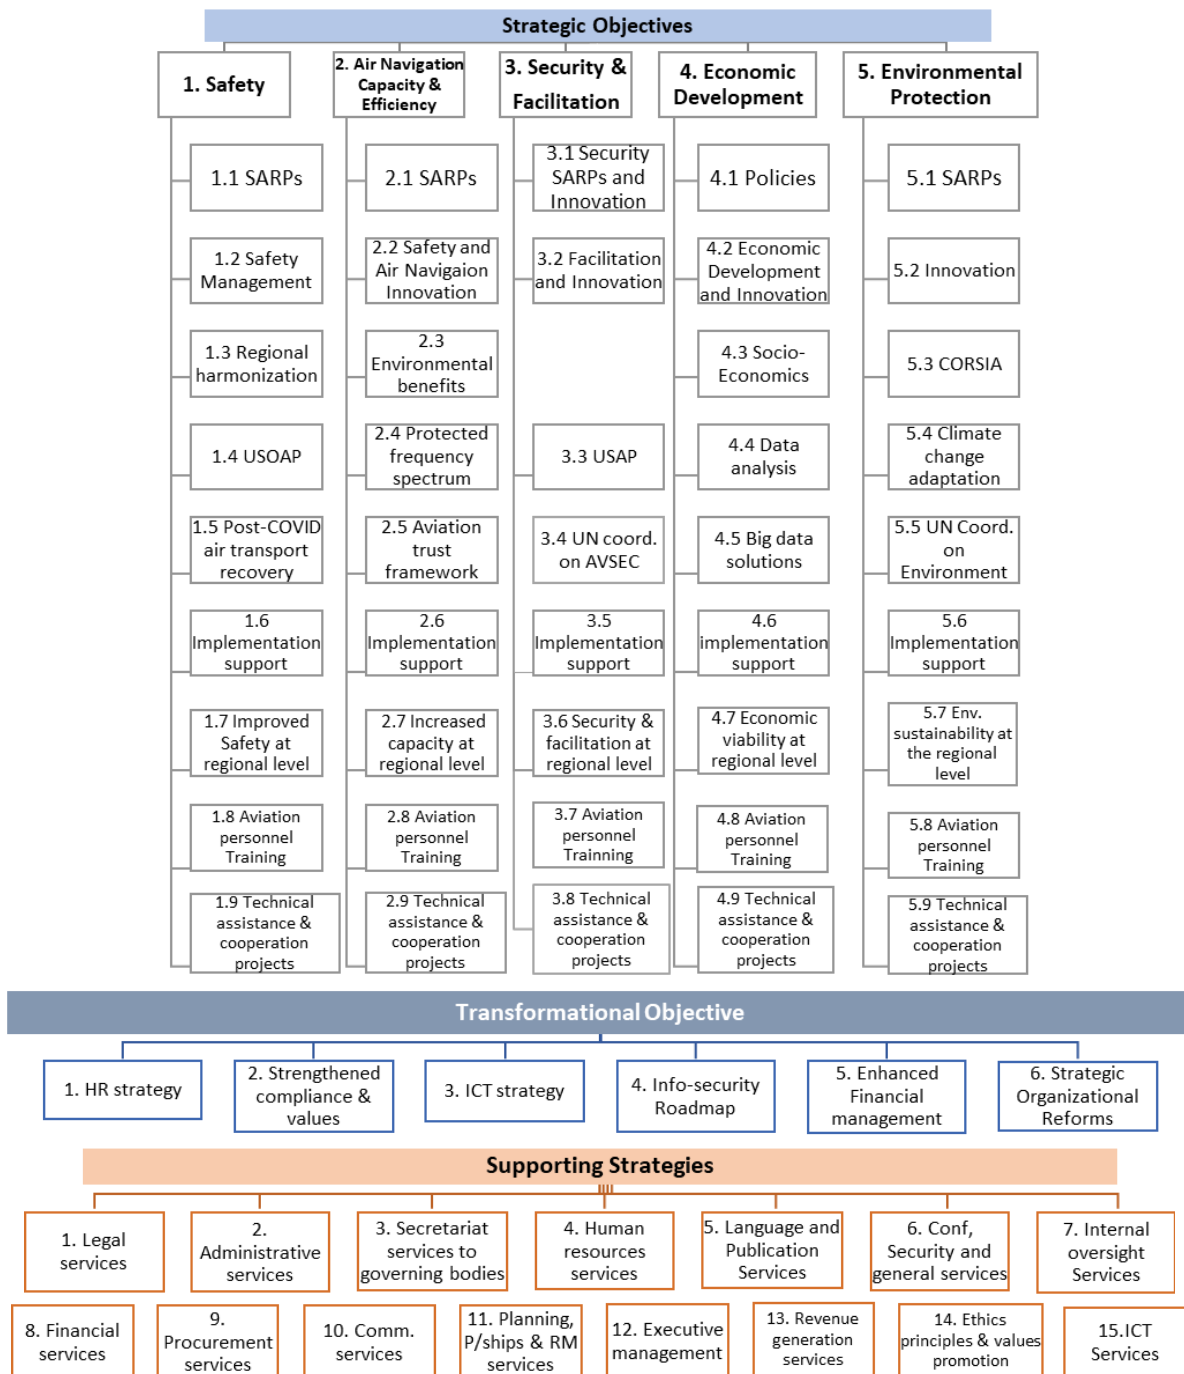 Strategic Objectives
1. Safety
2. Air Navigation
Capacity &
Efficiency
3. Security &
Facilitation
4. Economic
Development
5. Environmental
Protection
1.1 SARPs
2.1 SARPs
3.1 Security
SARPs and
Innovation
4.1 Policies
5.1 SARPs
1.2 Safety
Management
2.2 Safety and
Air Navigaion
Innovation
3.2 Facilitation
and Innovation
4.2 Economic
Development
and Innovation
5.2 Innovation
1.3 Regional
harmonization
2.3
Environmental
benefits
4.3 Socio-
Economics
5.3 CORSIA
1.4 USOAP
2.4 Protected
frequency
spectrum
3.3 USAP
4.4 Data
analysis
5.4 Climate
change
adaptation
1.5 Post-COVID
air transport
recovery
2.5 Aviation
trust
framework
3.4 UN coord.
on AVSEC
4.5 Big data
solutions
5.5 UN Coord.
on
Environment
1.6
Implementation
support
2.6
Implementation
support
3.5
Implementation
support
4.6
implementation
support
5.6
Implementation
support
1.7 Improved
Safety at
regional level
2.7 Increased
capacity at
regional level
3.6 Security &
facilitation at
regional level
4.7 Economic
viability at
regional level
5.7 Env.
sustainability at
the regional
level
1.8 Aviation
personnel
Training
2.8 Aviation
personnel
Training
3.7 Aviation
personnel
Trainning
4.8 Aviation
personnel
Training
5.8 Aviation
personnel
Training
1.9 Technical
assistance &
cooperation
projects
2.9 Technical
assistance &
cooperation
projects
3.8 Technical
assistance &
cooperation
projects
4.9 Technical
assistance &
cooperation
projects
5.9 Technical
assistance &
cooperation
projects
Transformational Objective
1. HR strategy
2. Strengthened
compliance &
values
3. ICT strategy
4. Info-security
Roadmap
5. Enhanced
Financial
management
6. Strategic
Organizational
Reforms
Supporting Strategies
1. Legal
services
2.
Administrative
services
3. Secretariat
services to
governing bodies
4. Human
resources
services
5. Language and
Publication
Services
6. Conf,
Security and
general services
7. Internal
oversight
Services
8. Financial
services
9.
Procurement
services
10. Comm.
services
11. Planning,
P/ships & RM
services
12. Executive
management
13. Revenue
generation
services
14. Ethics
principles & values
promotion
15.ICT
Services